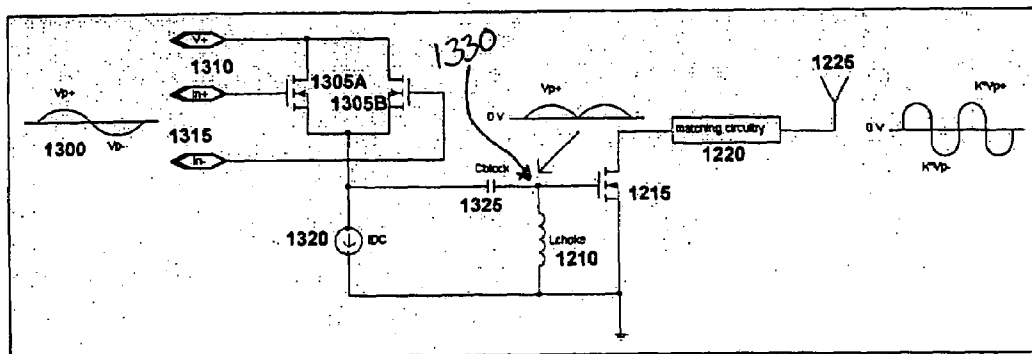 V+
1310
1330
1225
1305A
Vp+
In+
1305B
Vp+
K*Vp+
0 V
matching circuitry
0 V
1315
1220
Vp-
1300
In-
Cblock
K*Vp-
1325
1215
1320
IDC
Lchoke
1210